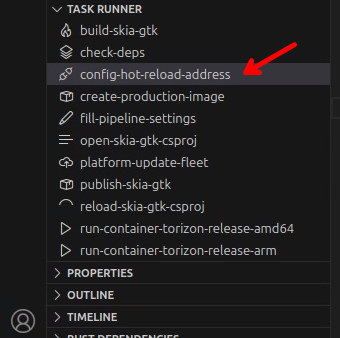 TASK RUNNER
build-skia-gtk
check-deps
config-hot-reload-address
create-production-image
fill-pipeline-settings
open-skia-gtk-csproj
platform-update-fleet
publish-skia-gtk
reload-skia-gtk-csproj
run-container-torizon-release-amd64
run-container-torizon-release-arm
PROPERTIES
OUTLINE
TIMELINE
RUST DEPENDENCIES